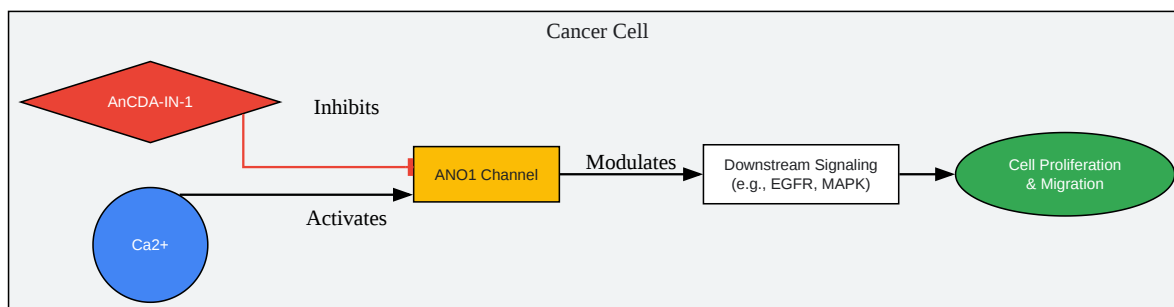 Cancer Cell
AnCDA-IN-1
Inhibits
ANO1 Channel
Modulates
Downstream Signaling
(e.g., EGFR, MAPK)
Cell Proliferation
& Migration
Activates
Ca2+